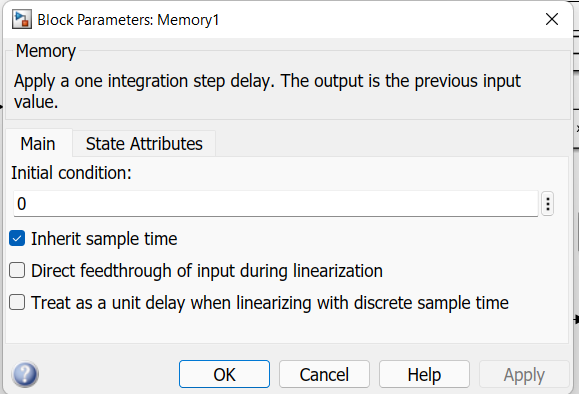 Block Parameters: Memory1
Memory
Apply a one integration step delay. The output is the previous input
value.
Main
State Attributes
Initial condition:
0
Inherit sample time
Direct feedthrough of input during linearization
Treat as a unit delay when linearizing with discrete sample time
?
OK
Cancel
Help
Apply